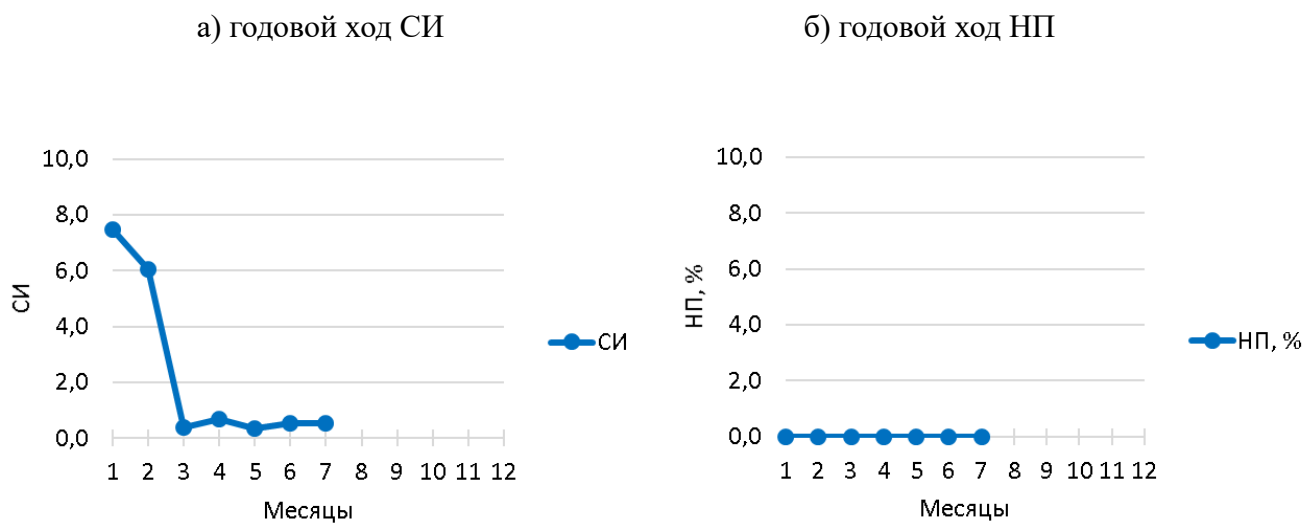 а) годовой ход СИ
10,0
8,0
6,0
4,0
2,0
0,0
СИ
1 2 3 4 5 6 7 8 9 10 11 12
Месяцы
СИ
б) годовой ход НП
10,0
8,0
6,0
4,0
2,0
0,0
НП, %
1 2 3 4 5 6 7 8 9 10 11 12
Месяцы
НП, %